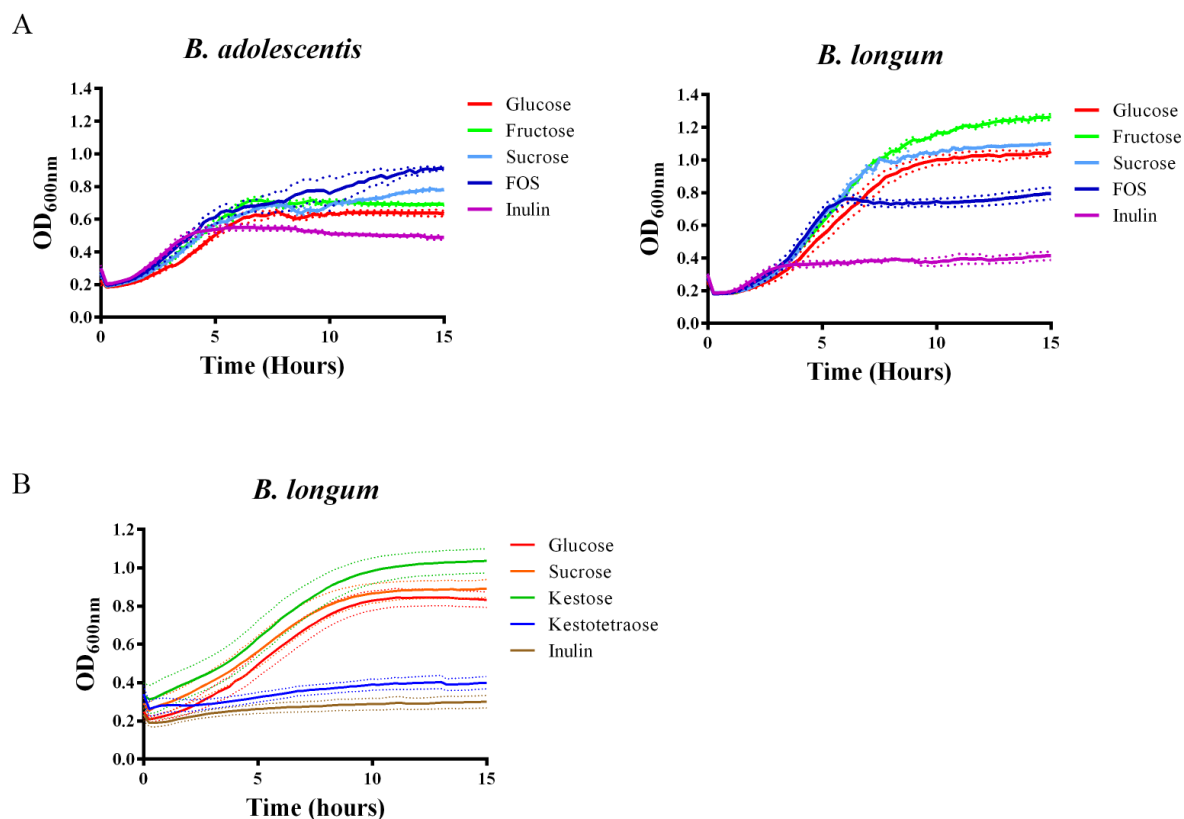 A
B. adolescentis
1.4
1.2
1.0
0.8
0.6
0.4
0.2
0.0
OD600nm
0
5
10
15
Time (Hours)
Glucose
Fructose
Sucrose
FOS
Inulin
B. longum
1.4
1.2
1.0
0.8
0.6
0.4
0.2
0.0
OD600nm
0
5
10
15
Time (Hours)
Glucose
Fructose
Sucrose
FOS
Inulin
B
B. longum
1.2
1.0
0.8
0.6
0.4
0.2
0.0
OD600nm
0
5
10
15
Time (hours)
Glucose
Sucrose
Kestose
Kestotetraose
Inulin